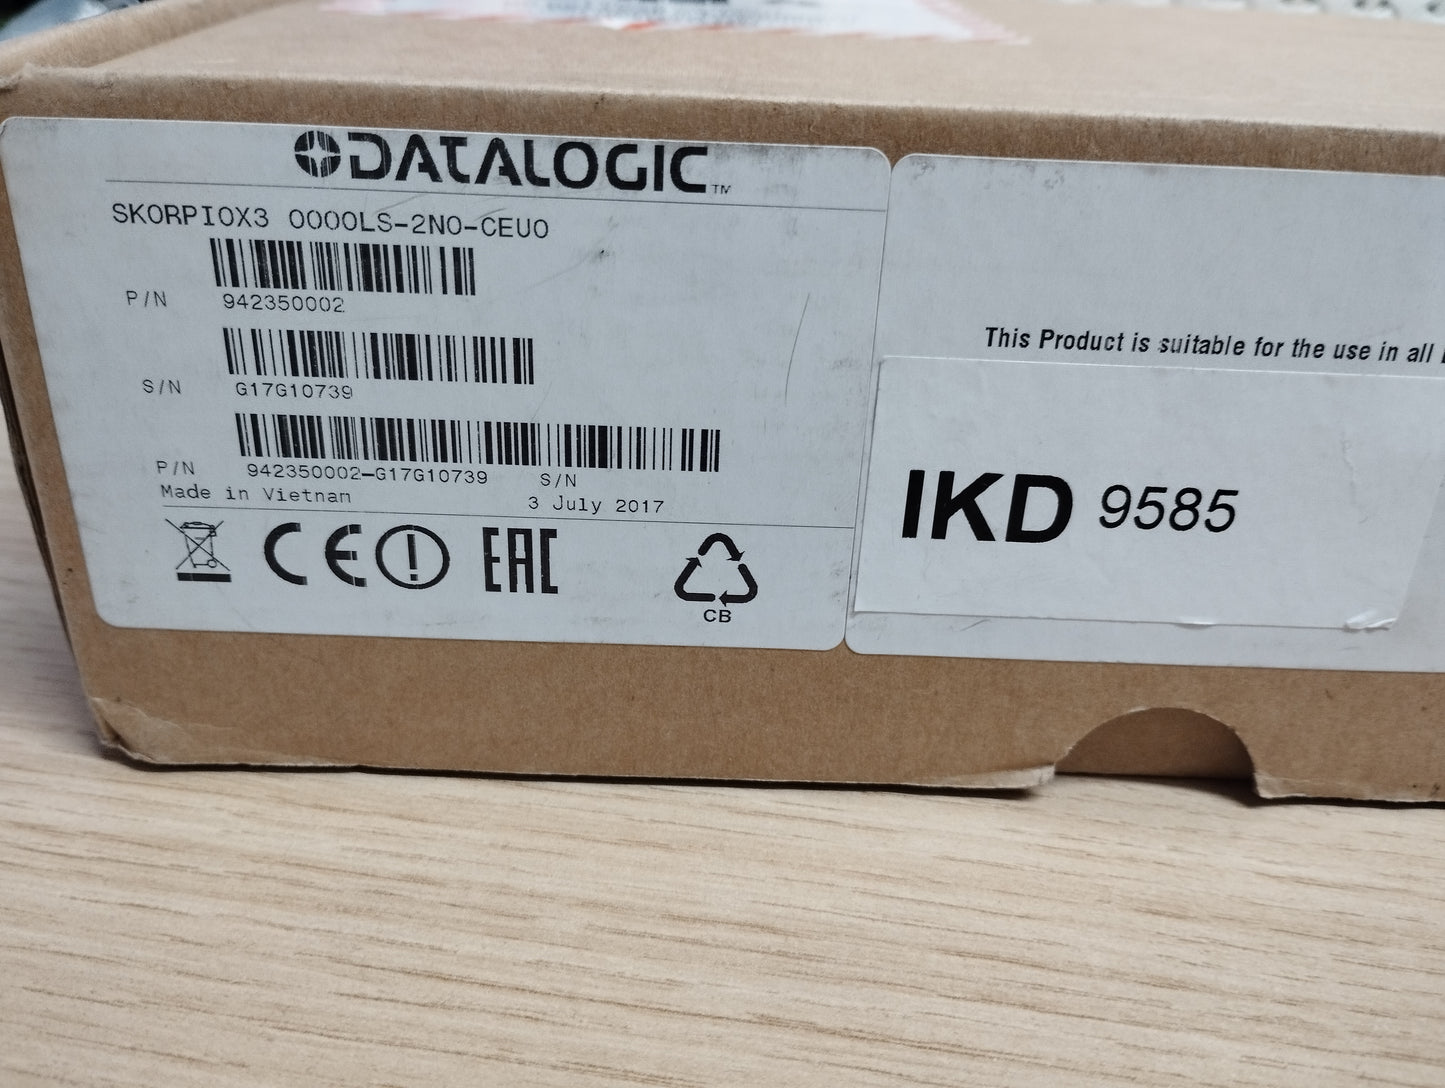 DATALOGIC™
SKORPIOX3 0000LS-2N0-CEU0
P/N 942350002
S/N G17G10739
P/N 942350002-G17G10739 S/N
Made in Vietnam 3 July 2017
CE EAC
CB
This Product is suitable for the use in all
IKD 9585